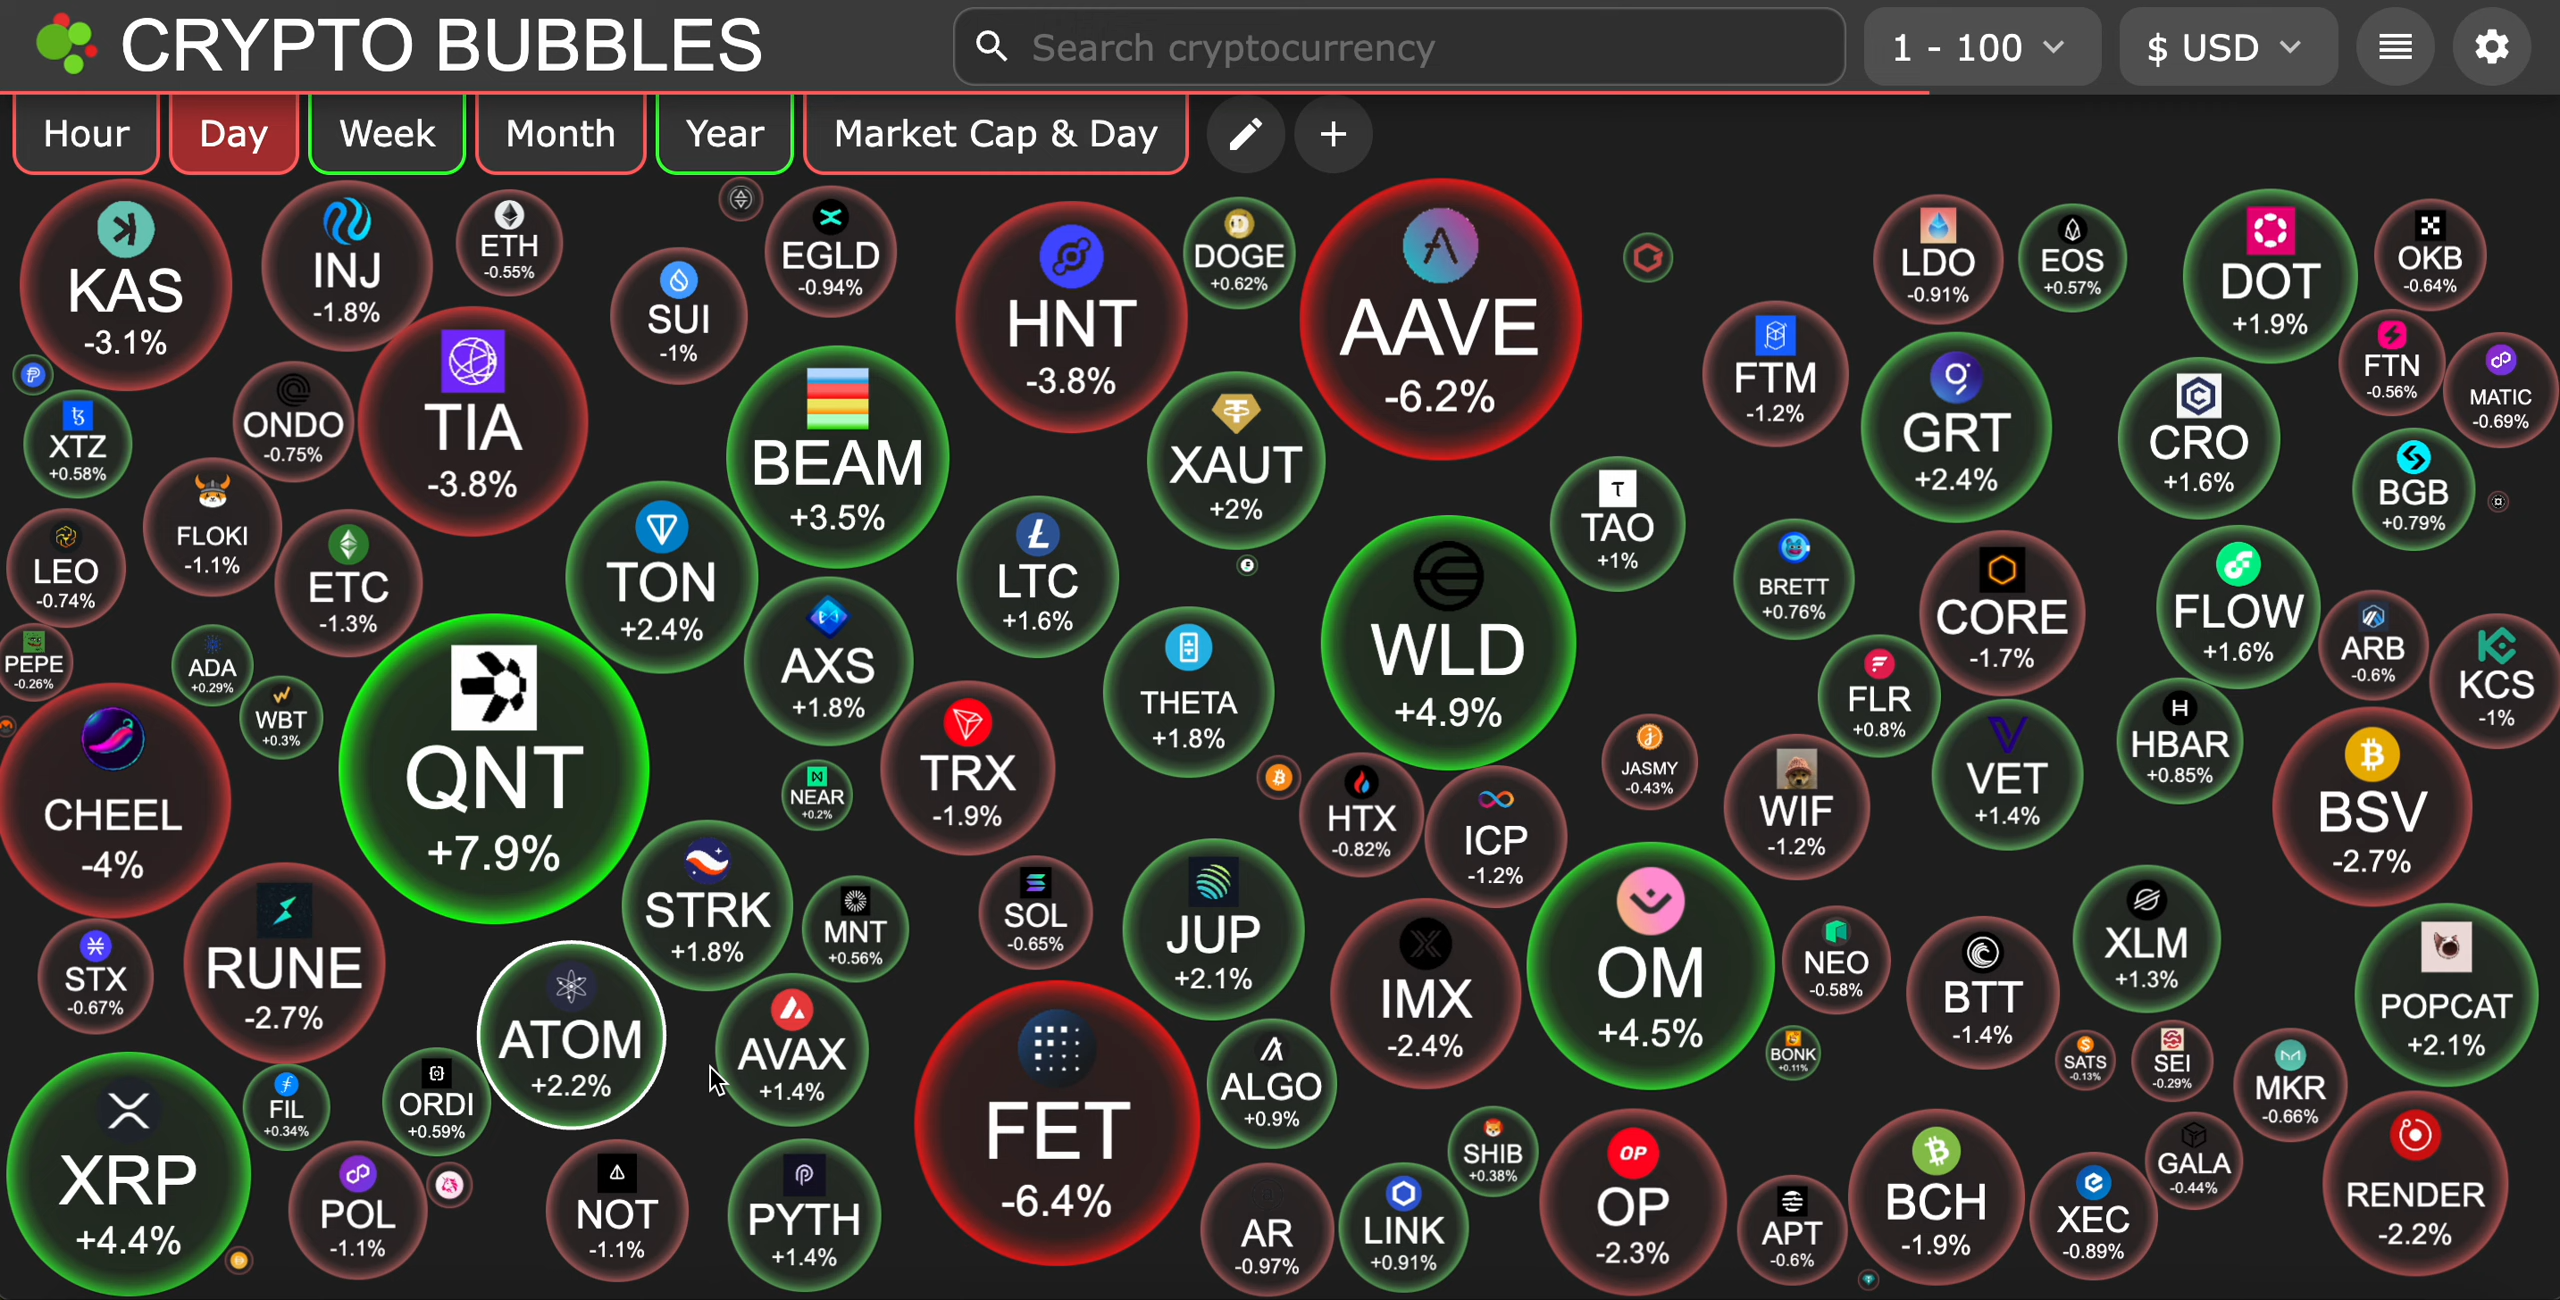 CRYPTO BUBBLES
Search cryptocurrency
1 - 100
$ USD
Hour
Day
Week
Month
Year
Market Cap & Day
KAS
-3.1%
INJ
-1.8%
ETH
-0.55%
SUI
-1%
EGLD
-0.94%
HNT
-3.8%
DOGE
+0.62%
AAVE
-6.2%
LDO
-0.91%
EOS
+0.57%
DOT
+1.9%
OKB
-0.64%
FTM
-1.2%
FTN
-0.56%
MATIC
-0.69%
XTZ
+0.58%
ONDO
-0.75%
TIA
-3.8%
BEAM
+3.5%
XAUT
+2%
GRT
+2.4%
CRO
+1.6%
BGB
+0.79%
LEO
-0.74%
FLOKI
-1.1%
ETC
-1.3%
TON
+2.4%
LTC
+1.6%
TAO
+1%
BRETT
+0.76%
CORE
-1.7%
FLOW
+1.6%
ARB
-0.6%
KCS
-1%
PEPE
-0.26%
ADA
+0.29%
WBT
+0.3%
AXS
+1.8%
THETA
+1.8%
WLD
+4.9%
FLR
+0.8%
HBAR
+0.85%
CHEEL
-4%
QNT
+7.9%
NEAR
+0.2%
TRX
-1.9%
HTX
-0.82%
ICP
-1.2%
JASMY
-0.43%
WIF
-1.2%
VET
+1.4%
BSV
-2.7%
STX
-0.67%
RUNE
-2.7%
STRK
+1.8%
MNT
+0.56%
SOL
-0.65%
JUP
+2.1%
IMX
-2.4%
OM
+4.5%
NEO
-0.58%
BTT
-1.4%
XLM
+1.3%
POPCAT
+2.1%
XRP
+4.4%
FIL
+0.34%
ORDI
+0.59%
ATOM
+2.2%
AVAX
+1.4%
FET
-6.4%
ALGO
+0.9%
BONK
+0.11%
SATS
-0.13%
SEI
-0.29%
MKR
-0.66%
POL
-1.1%
NOT
-1.1%
PYTH
+1.4%
AR
-0.97%
LINK
+0.91%
SHIB
+0.38%
OP
OP
-2.3%
APT
-0.6%
BCH
-1.9%
XEC
-0.89%
GALA
-0.44%
RENDER
-2.2%